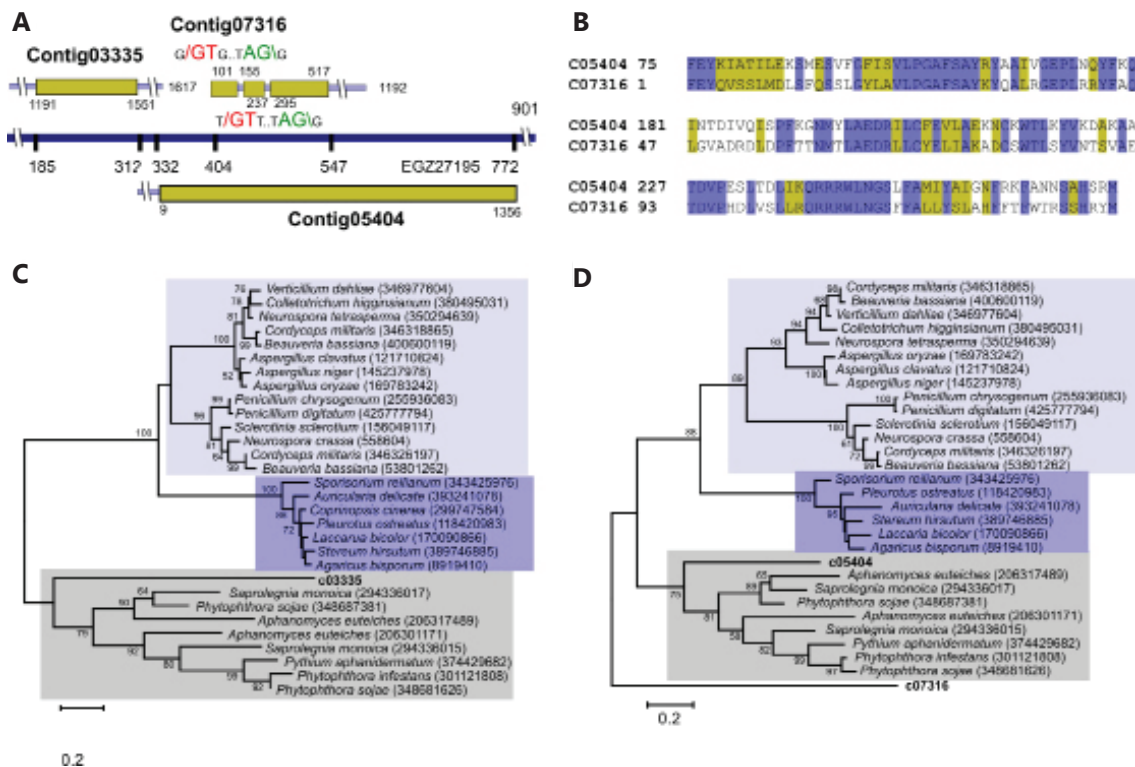 A
Contig07316
G/GTG..TAG\G
Contig03335
101 155 517
1617
1192
1191 1551
237 295
T/GTT..TAG\G
901
185 312 332 404 547 EGZ27195 772
9 1356
Contig05404
B
C05404 75
C07316 1
C05404 181
C07316 47
C05404 227
C07316 93
C
Verticillium dahliae (346977604)
Colletotrichum higginsianum (380495031)
Neurospora tetrasperma (350294639)
Cordyceps militaris (346318865)
Beauveria bassiana (400600119)
Aspergillus clavatus (121710824)
Aspergillus niger (145237978)
Aspergillus oryzae (169783242)
Penicillium chrysogenum (255936083)
Penicillium digitatum (425777794)
Sclerotinia sclerotium (156049117)
Neurospora crassa (558604)
Cordyceps militaris (346326197)
Beauveria bassiana (53801262)
Sporisorium reilianum (343425976)
Auricularia delicate (393241078)
Coprinopsis cinerea (299747584)
Pleurotus ostreatus (118420983)
Laccarua bicolor (170090866)
Stereum hirsutum (389746885)
Agaricus bisporum (8919410)
c03335
Saprolegnia monoica (294336017)
Phytophthora sojae (348687381)
Aphanomyces euteiches (206317489)
Aphanomyces euteiches (206301171)
Saprolegnia monoica (294336015)
Pythium aphanidermatum (374429682)
Phytophthora infestans (301121808)
Phytophthora sojae (348681626)
0.2
D
Cordyceps militaris (346318865)
Beauveria bassiana (400600119)
Verticillium dahliae (346977604)
Colletotrichum higginsianum (380495031)
Neurospora tetrasperma (350294639)
Aspergillus oryzae (169783242)
Aspergillus clavatus (121710824)
Aspergillus niger (145237978)
Penicillium chrysogenum (255936083)
Penicillium digitatum (425777794)
Sclerotinia sclerotium (156049117)
Neurospora crassa (558604)
Cordyceps militaris (346326197)
Beauveria bassiana (53801262)
Sporisorium reilianum (343425976)
Pleurotus ostreatus (118420983)
Auricularia delicate (393241078)
Stereum hirsutum (389746885)
Laccaria bicolor (170090866)
Agaricus bisporum (8919410)
c05404
Aphanomyces euteiches (206317489)
Saprolegnia monoica (294336017)
Phytophthora sojae (348687381)
Aphanomyces euteiches (206301171)
Saprolegnia monoica (294336015)
Pythium aphanidermatum (374429682)
Phytophthora infestans (301121808)
Phytophthora sojae (348681626)
c07316
0.2